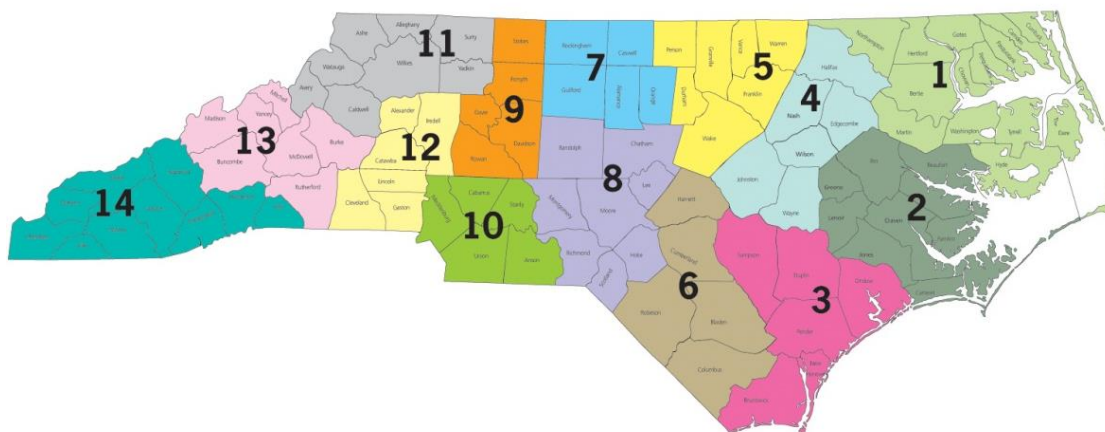 Ashe
Alleghany
Surry
Stokes
Rockingham
Caswell
Person
Granville
Vance
Warren
Northampton
Gates
Hertford
Camden
Currituck
11
7
5
1
Watauga
Wilkes
Yadkin
Forsyth
Guilford
Alamance
Orange
Durham
Franklin
Halifax
Bertie
Chowan
Avery
Mitchell
Caldwell
Alexander
Iredell
Davie
9
Nash
4
Edgecombe
Madison
Yancey
13
Burke
12
Davidson
Wake
Martin
Washington
Tyrrell
Dare
Buncombe
McDowell
Catawba
Rowan
Randolph
Chatham
Wilson
Hyde
Rutherford
Lincoln
8
Lee
Johnston
Pitt
Beaufort
14
Cleveland
Gaston
Cabarrus
Stanly
Mecklenburg
10
Montgomery
Moore
Harnett
Wayne
Greene
Lenoir
Craven
2
Union
Anson
Richmond
Hoke
Scotland
Cumberland
6
Sampson
Duplin
Jones
Onslow
Carteret
3
Robeson
Bladen
Pender
Columbus
New
Hanover
Brunswick